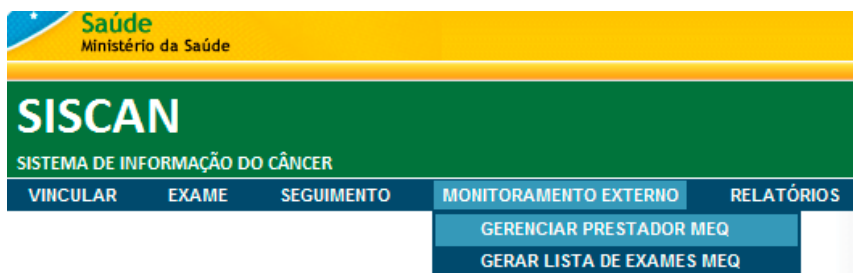 Saúde
Ministério da Saúde
SISCAN
SISTEMA DE INFORMAÇÃO DO CÂNCER
VINCULAR EXAME SEGUIMENTO MONITORAMENTO EXTERNO RELATÓRIOS
GERENCIAR PRESTADOR MEQ
GERAR LISTA DE EXAMES MEQ